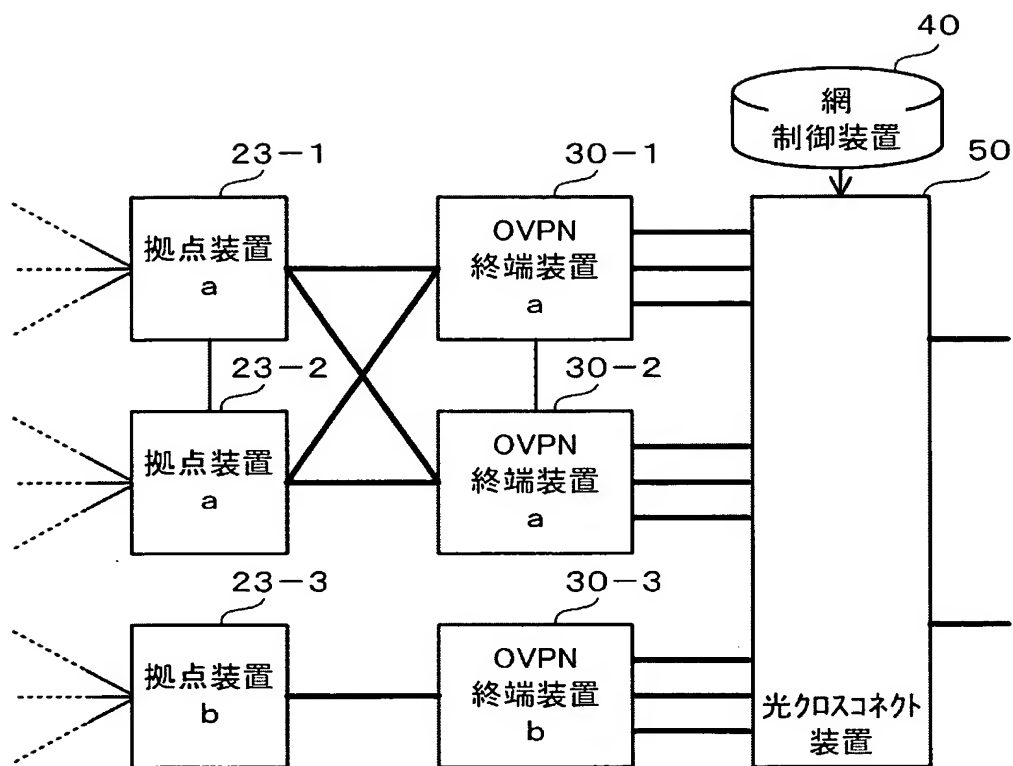 40
網
制御装置
23-1
30-1
50
拠点装置
a
OVPN
終端装置
a
23-2
30-2
拠点装置
a
OVPN
終端装置
a
23-3
30-3
拠点装置
b
OVPN
終端装置
b
光クロスコネクト
装置